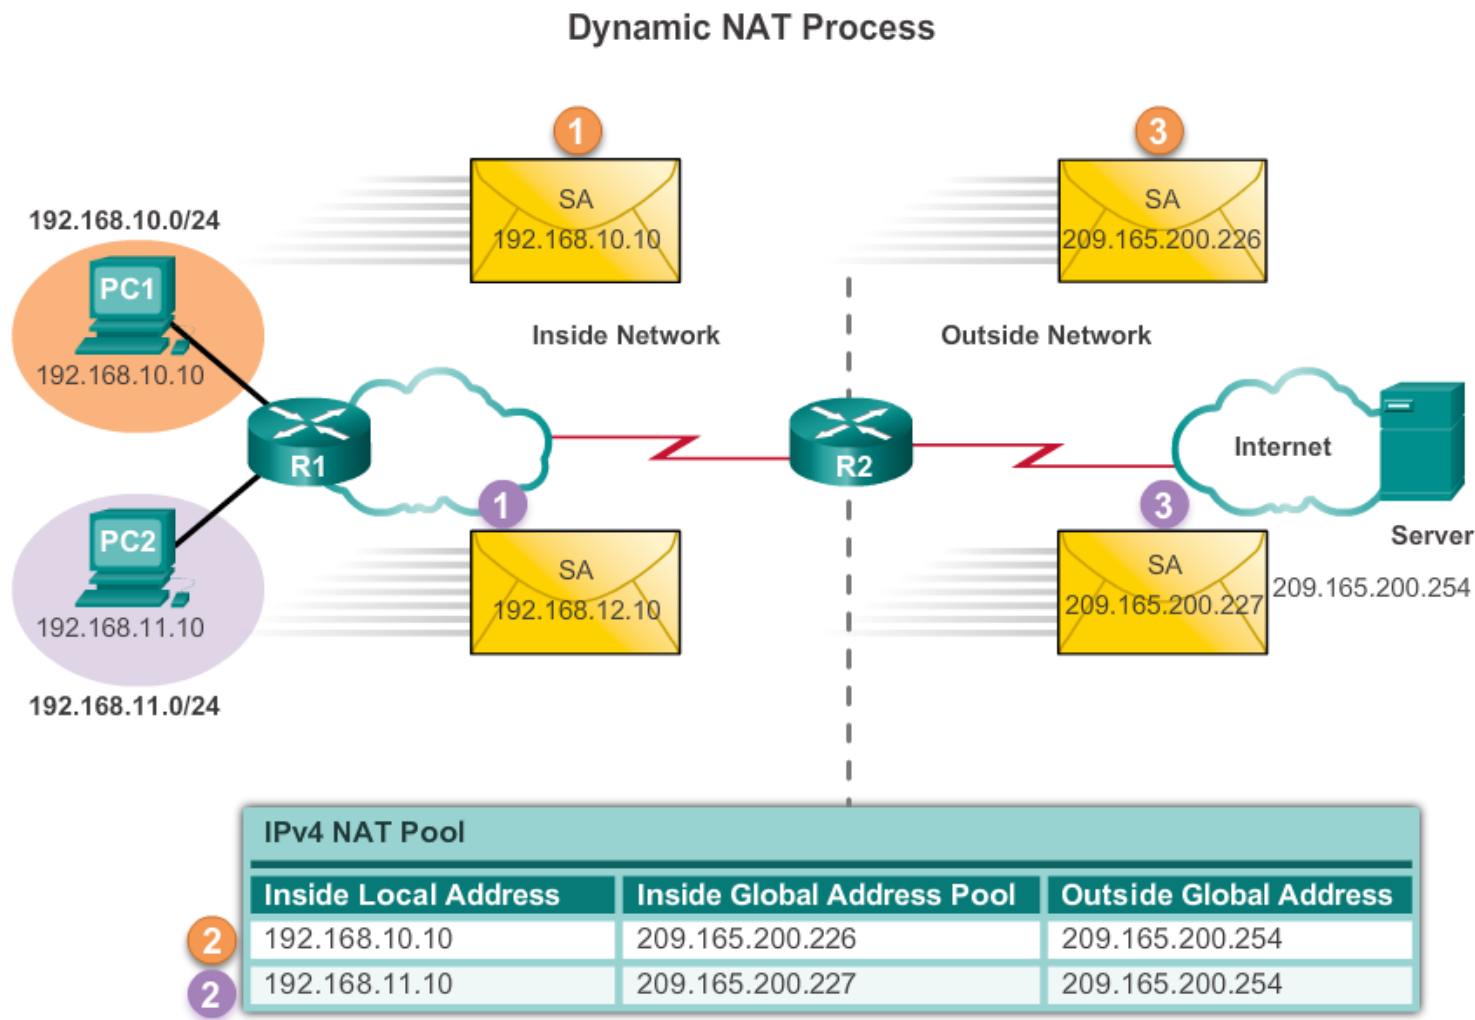 Dynamic NAT Process
1
3
SA
192.168.10.10
SA
209.165.200.226
192.168.10.0/24
PC1
192.168.10.10
Inside Network
Outside Network
R1
R2
Internet
1
3
PC2
192.168.11.10
192.168.11.0/24
SA
192.168.12.10
SA
209.165.200.227
Server
209.165.200.254
IPv4 NAT Pool
Inside Local Address Inside Global Address Pool Outside Global Address
2 192.168.10.10 209.165.200.226 209.165.200.254
2 192.168.11.10 209.165.200.227 209.165.200.254